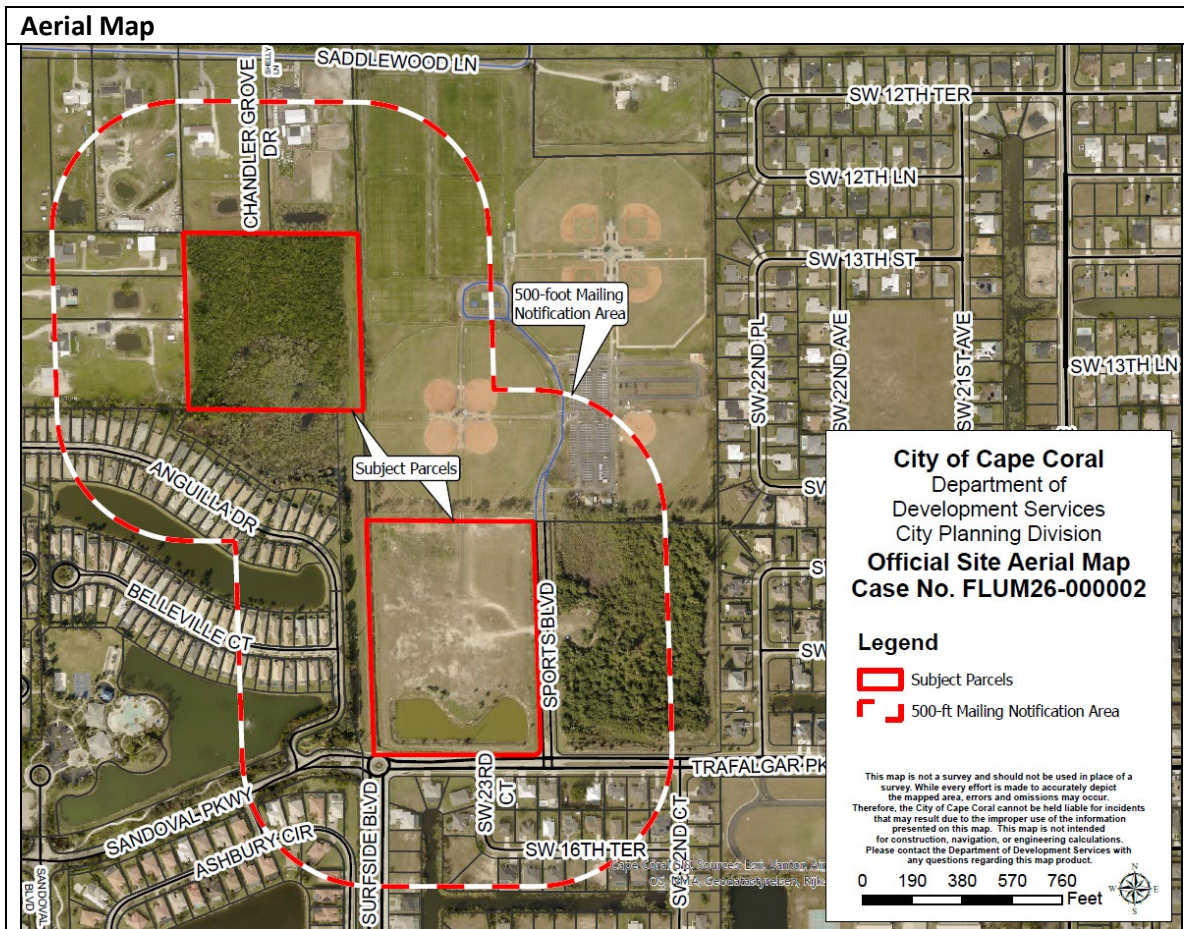 Aerial Map
SADDLEWOOD LN
SHELLY
LN
CHANDLER GROVE
DR
SW 12TH TER
SW 12TH LN
SW 13TH ST
SW 13TH LN
SW 22ND PL
SW 22ND AVE
SW 21ST AVE
500-foot Mailing
Notification Area
Subject Parcels
ANGUILLA DR
BELLEVILLE CT
SPORTS BLVD
SW
SW 23RD
CT
TRAFALGAR PK
SANDOVAL PKWY
ASHBURY CIR
SURFSIDE BLVD
SW 16TH TER
SW 22ND CT
SANDOVAL
BLVD
City of Cape Coral
Department of
Development Services
City Planning Division
Official Site Aerial Map
Case No. FLUM26-000002
Legend
Subject Parcels
500-ft Mailing Notification Area
This map is not a survey and should not be used in place of a
survey. While every effort is made to accurately depict
the mapped area, errors and omissions may occur.
Therefore, the City of Cape Coral cannot be held liable for incidents
that may result due to the improper use of the information
presented on this map. This map is not intended
for construction, navigation, or engineering calculations.
Please contact the Department of Development Services with
any questions regarding this map product.
0 190 380 570 760
Feet
N
W E
S